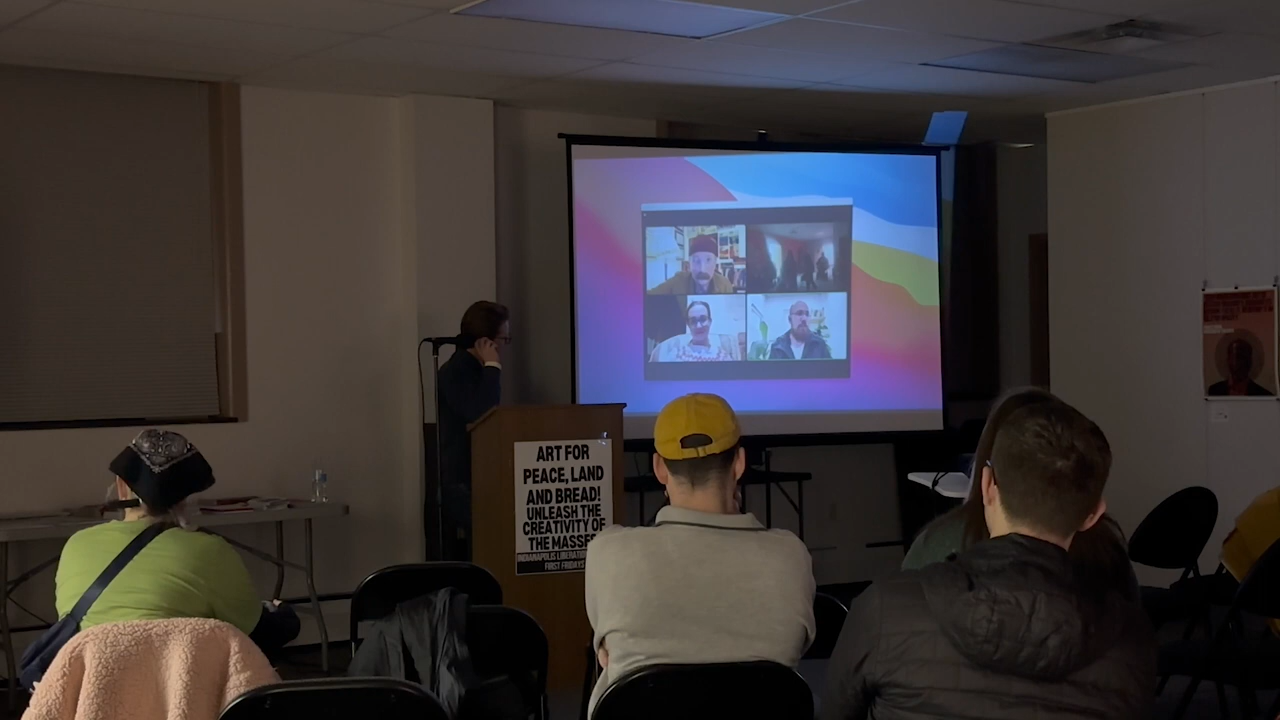 ART FOR
PEACE, LAND
AND BREAD!
UNLEASH THE
CREATIVITY OF
THE MASSES
INDIANAPOLIS LIBERATION
FIRST FRIDAYS